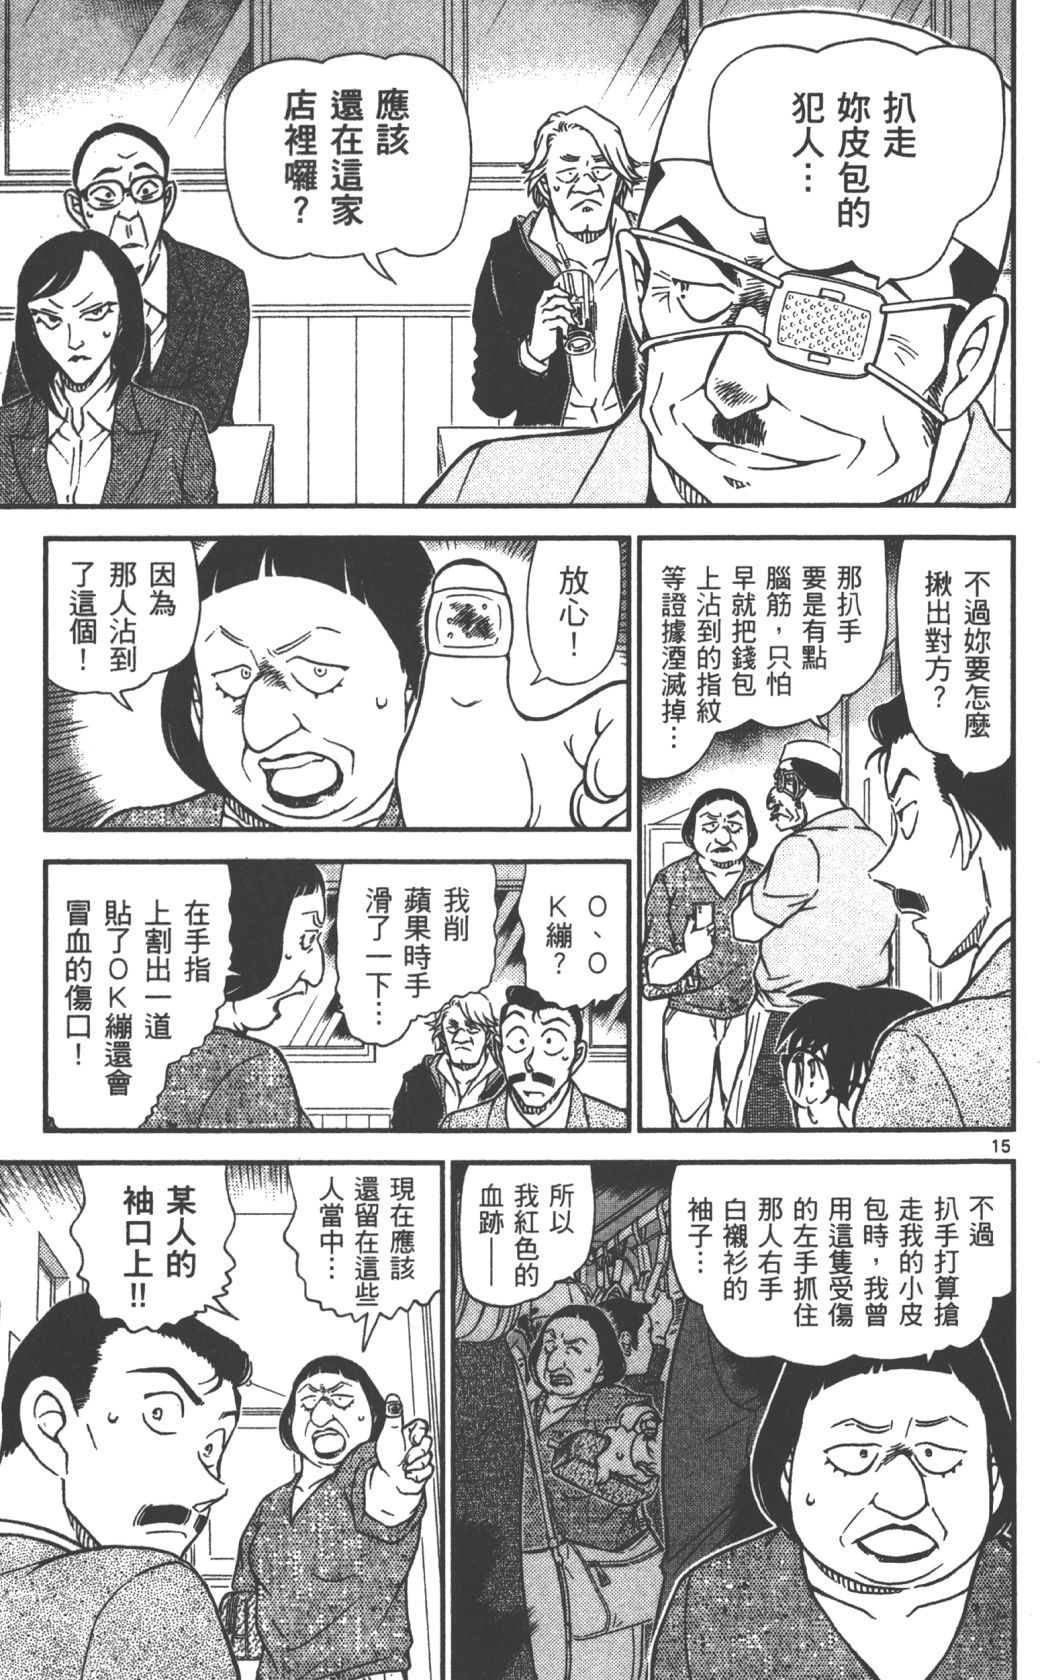 扒走
妳皮包的
犯人…
應該
還在這家
店裡囉?
不過妳要怎麼
揪出對方?
那扒手
要是有點
腦筋，只怕
早就把錢包
上沾到的指紋
等證據湮滅掉…
放心!
因為
那人沾到
了這個!
O、O
K繃?
我削
蘋果時手
滑了一下…
在手指
上割出一道
貼了OK繃還會
冒血的傷口!
15
不過
扒手打算搶
走我的小皮
包時，我曾
用這隻受傷
的左手抓住
那人右手
白襯衫的
袖子…
所以
我紅色的
血跡——
現在應該
還留在這些
人當中…
某人的
袖口上!!